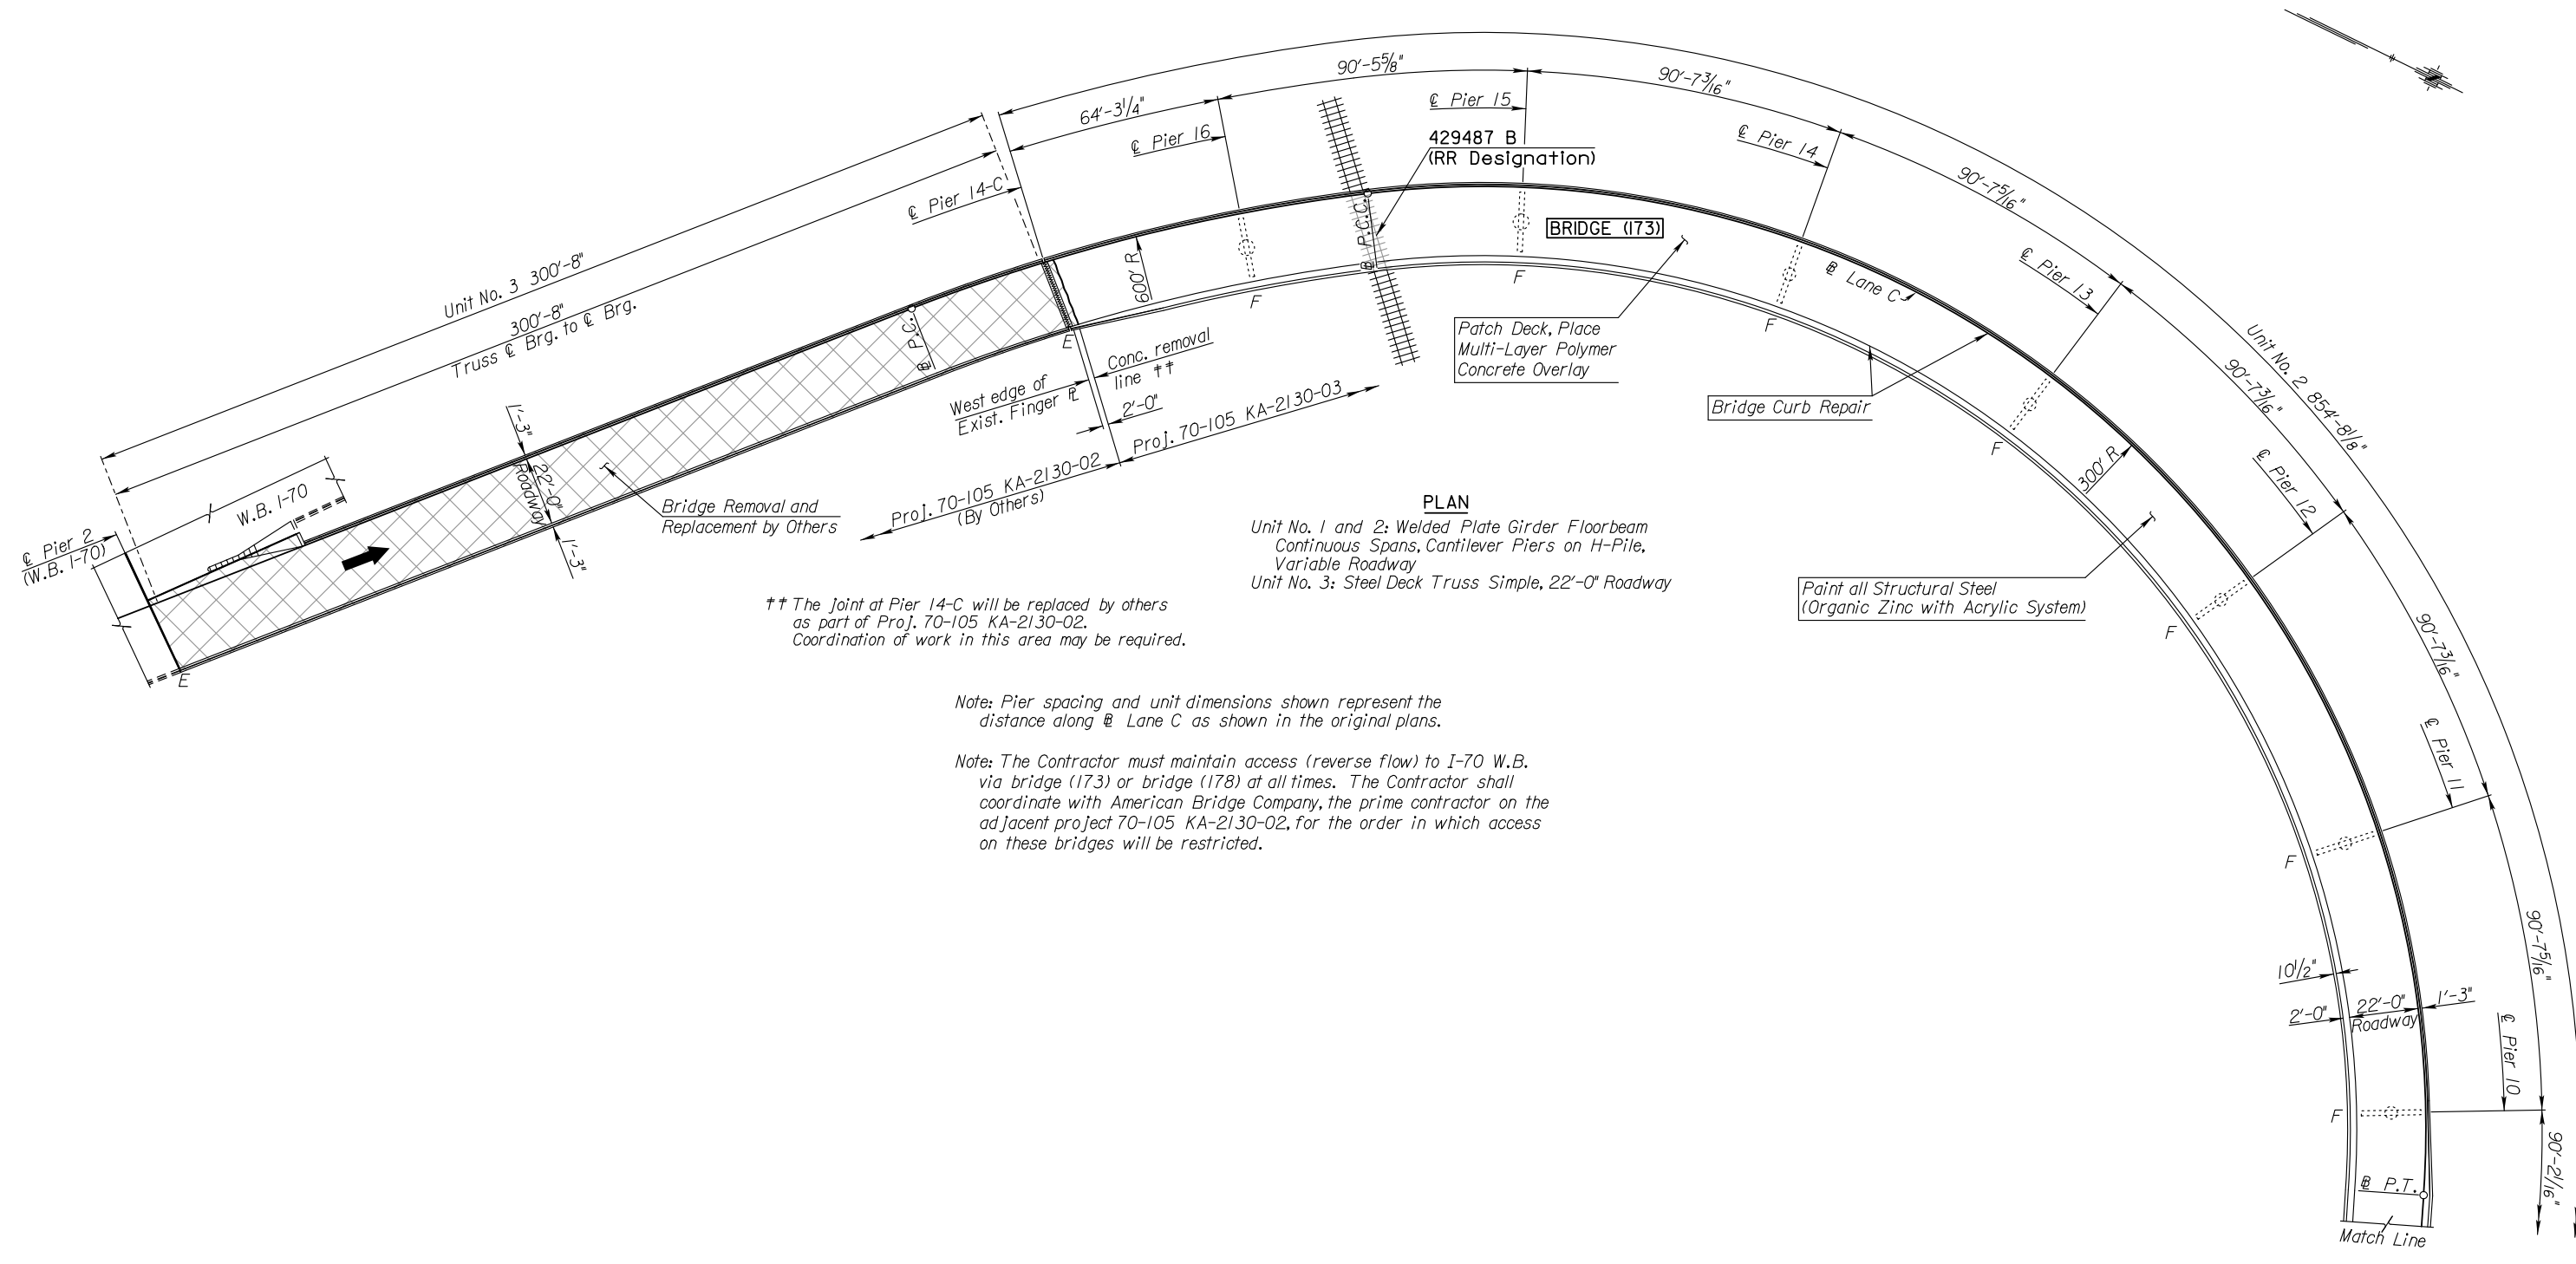 90'-5⅝"
90'-7³⁄₁₆"
64'-3¼"
℄ Pier 15
℄ Pier 16
429487 B
(RR Designation)
℄ Pier 14
90'-7⁵⁄₁₆"
℄ Pier 14-C
BRIDGE (173)
P.C.C.
600' R
℄ Pier 13
Unit No. 3 300'-8"
300'-8"
Truss ℄ Brg. to ℄ Brg.
Lane C
Unit No. 2 854'-8⅛"
P.C.
E
Conc. removal
line ‡‡
West edge of
Exist. Finger ℙL
2'-0"
Patch Deck, Place
Multi-Layer Polymer
Concrete Overlay
Bridge Curb Repair
90'-7³⁄₁₆"
Proj. 70-105 KA-2130-03
Proj. 70-105 KA-2130-02
(By Others)
1'-3"
22'-0"
Roadway
1'-3"
300' R
℄ Pier 12
W.B. I-70
℄ Pier 2
(W.B. I-70)
Bridge Removal and
Replacement by Others
PLAN
Unit No. 1 and 2: Welded Plate Girder Floorbeam
Continuous Spans, Cantilever Piers on H-Pile,
Variable Roadway
Unit No. 3: Steel Deck Truss Simple, 22'-0" Roadway
Paint all Structural Steel
(Organic Zinc with Acrylic System)
‡‡ The joint at Pier 14-C will be replaced by others
as part of Proj. 70-105 KA-2130-02.
Coordination of work in this area may be required.
F
F
F
F
F
F
F
E
90'-7³⁄₁₆"
Note: Pier spacing and unit dimensions shown represent the
distance along ⅊ Lane C as shown in the original plans.
℄ Pier 11
Note: The Contractor must maintain access (reverse flow) to I-70 W.B.
via bridge (173) or bridge (178) at all times. The Contractor shall
coordinate with American Bridge Company, the prime contractor on the
adjacent project 70-105 KA-2130-02, for the order in which access
on these bridges will be restricted.
90'-7⁵⁄₁₆"
10½"
2'-0"
22'-0"
Roadway
1'-3"
℄ Pier 10
90'-2¹⁄₁₆"
P.T.
Match Line